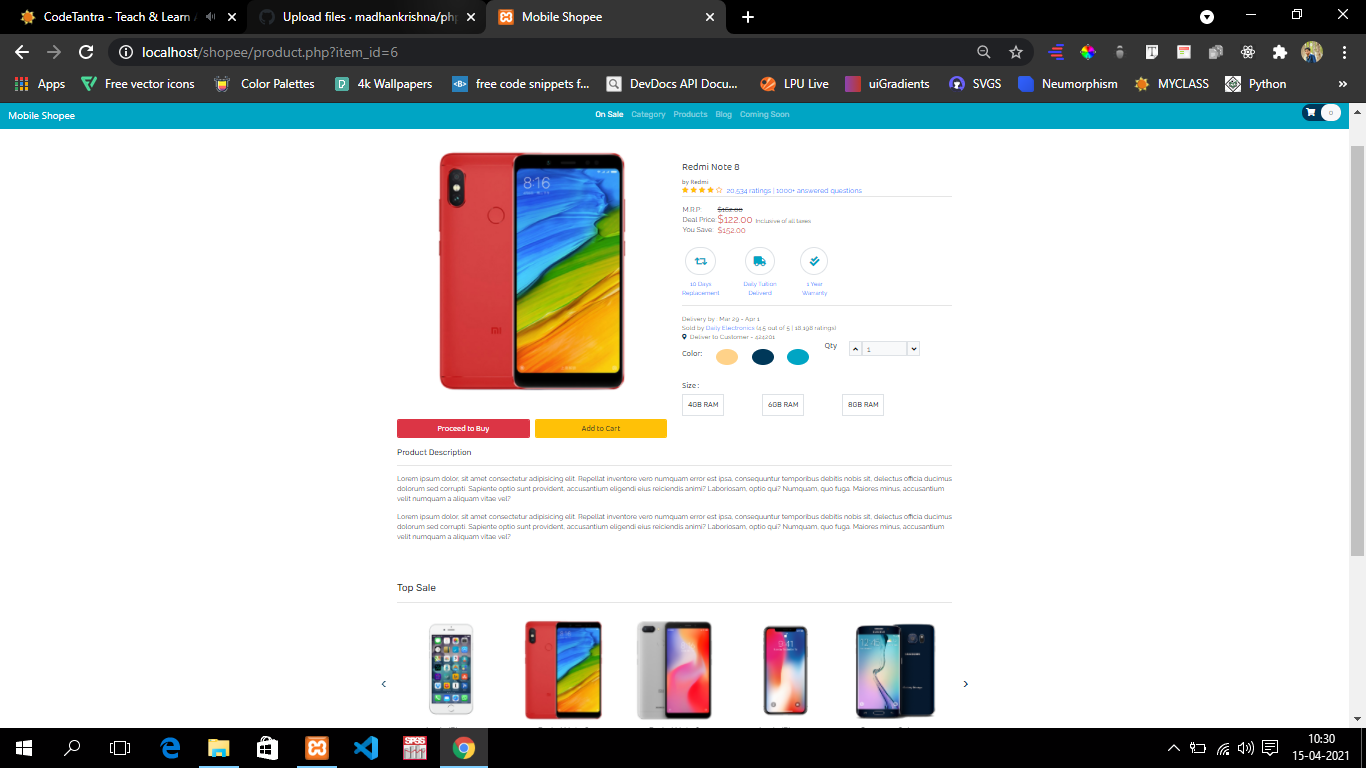 CodeTantra - Teach & Learn
Upload files · madhankrishna/php
Mobile Shopee
localhost/shopee/product.php?item_id=6
Apps
Free vector icons
Color Palettes
4k Wallpapers
free code snippets f...
DevDocs API Docu...
LPU Live
uiGradients
SVGS
Neumorphism
MYCLASS
Python
»
Mobile Shopee
On Sale Category Products Blog Coming Soon
0
8:16
MI
Redmi Note 8
by Redmi
20,534 ratings | 1000+ answered questions
M.R.P: $162.00
Deal Price: $122.00 Inclusive of all taxes
You Save: $152.00
10 Days
Replacement
Daily Tuition
Deliverd
1 Year
Warranty
Delivery by : Mar 29 - Apr 1
Sold by Daily Electronics (4.5 out of 5 | 18,198 ratings)
Deliver to Customer - 424201
Color:
Qty
1
Size :
4GB RAM
6GB RAM
8GB RAM
Proceed to Buy
Add to Cart
Product Description
Lorem ipsum dolor, sit amet consectetur adipisicing elit. Repellat inventore vero numquam error est ipsa, consequuntur temporibus debitis nobis sit, delectus officia ducimus
dolorum sed corrupti. Sapiente optio sunt provident, accusantium eligendi eius reiciendis animi? Laboriosam, optio qui? Numquam, quo fuga. Maiores minus, accusantium
velit numquam a aliquam vitae vel?
Lorem ipsum dolor, sit amet consectetur adipisicing elit. Repellat inventore vero numquam error est ipsa, consequuntur temporibus debitis nobis sit, delectus officia ducimus
dolorum sed corrupti. Sapiente optio sunt provident, accusantium eligendi eius reiciendis animi? Laboriosam, optio qui? Numquam, quo fuga. Maiores minus, accusantium
velit numquam a aliquam vitae vel?
Top Sale
9:41
12:45
SAMSUNG
SPSS
10:30
15-04-2021